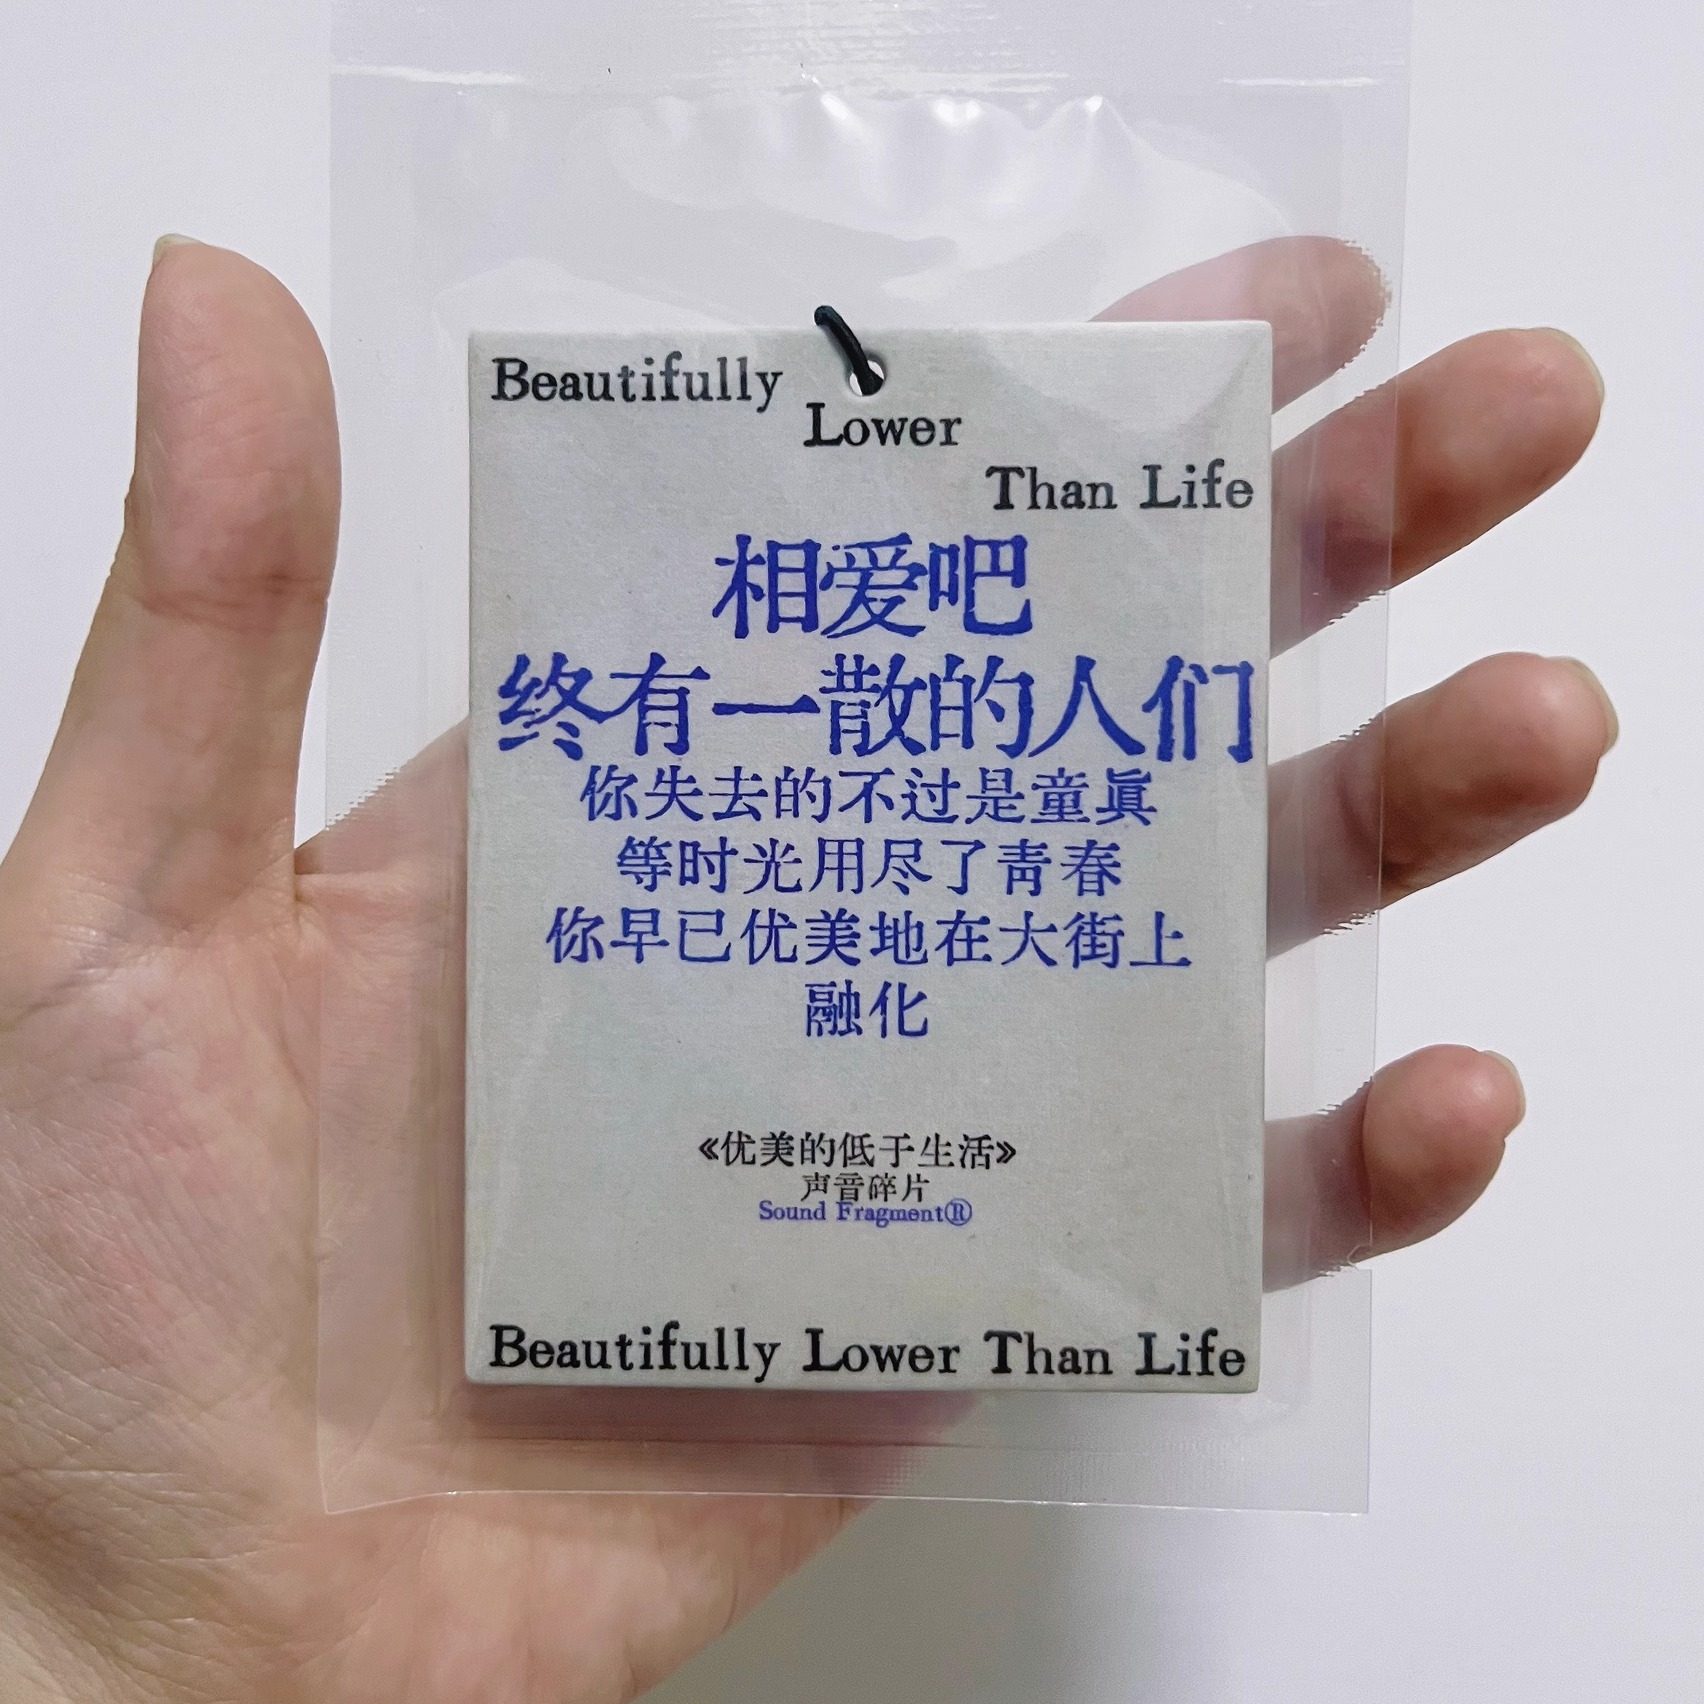 Beautifully
Lower
Than Life
相爱吧
终有一散的人们
你失去的不过是童眞
等时光用尽了靑春
你早已优美地在大街上
融化
《优美的低于生活》
声音碎片
Sound Fragment®
Beautifully Lower Than Life